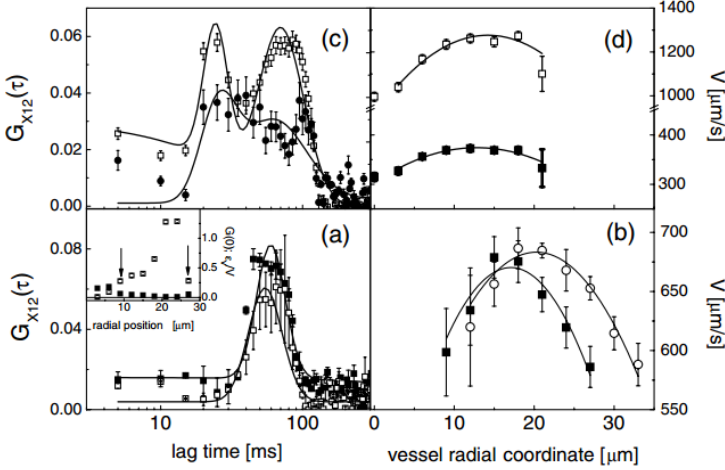 0.06
0.04
0.02
0.00
G_X12(τ)
(c)
(d)
1400
1200
1000
400
300
V
[μm/s]
0.08
0.04
0.00
G_X12(τ)
(a)
1.0
0.5
0.0
G(0); ε_v/V
0 10 20 30
radial position [μm]
10 100
lag time [ms]
(b)
700
650
600
550
V [μm/s]
0 10 20 30
vessel radial coordinate [μm]